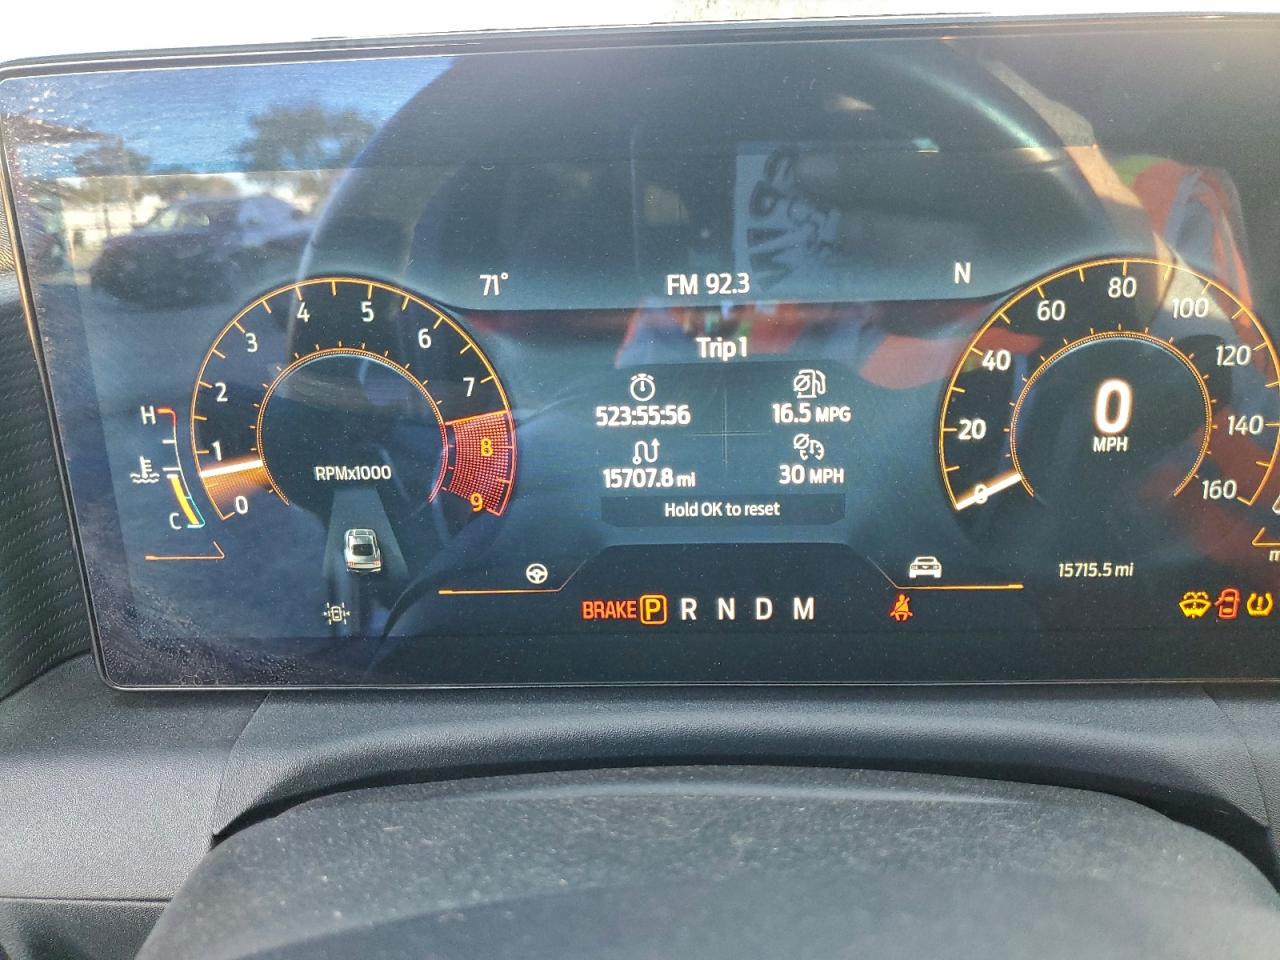 71° FM 92.3 N
Trip 1
523:55:56 16.5 MPG
15707.8 mi 30 MPH
Hold OK to reset
0 1 2 3 4 5 6 7 8 9
RPMx1000
H
C
0 20 40 60 80 100 120 140 160
0
MPH
15715.5 mi
BRAKE P R N D M